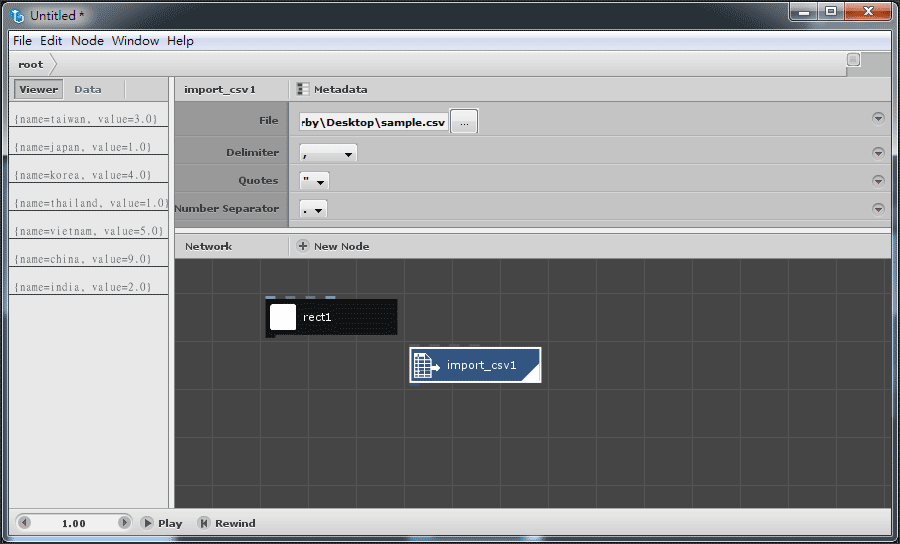 Untitled *
File Edit Node Window Help
root
Viewer Data
{name=taiwan, value=3.0}
{name=japan, value=1.0}
{name=korea, value=4.0}
{name=thailand, value=1.0}
{name=vietnam, value=5.0}
{name=china, value=9.0}
{name=india, value=2.0}
import_csv1 Metadata
File rby\Desktop\sample.csv ...
Delimiter ,
Quotes "
Number Separator .
Network + New Node
rect1
import_csv1
1.00 Play Rewind